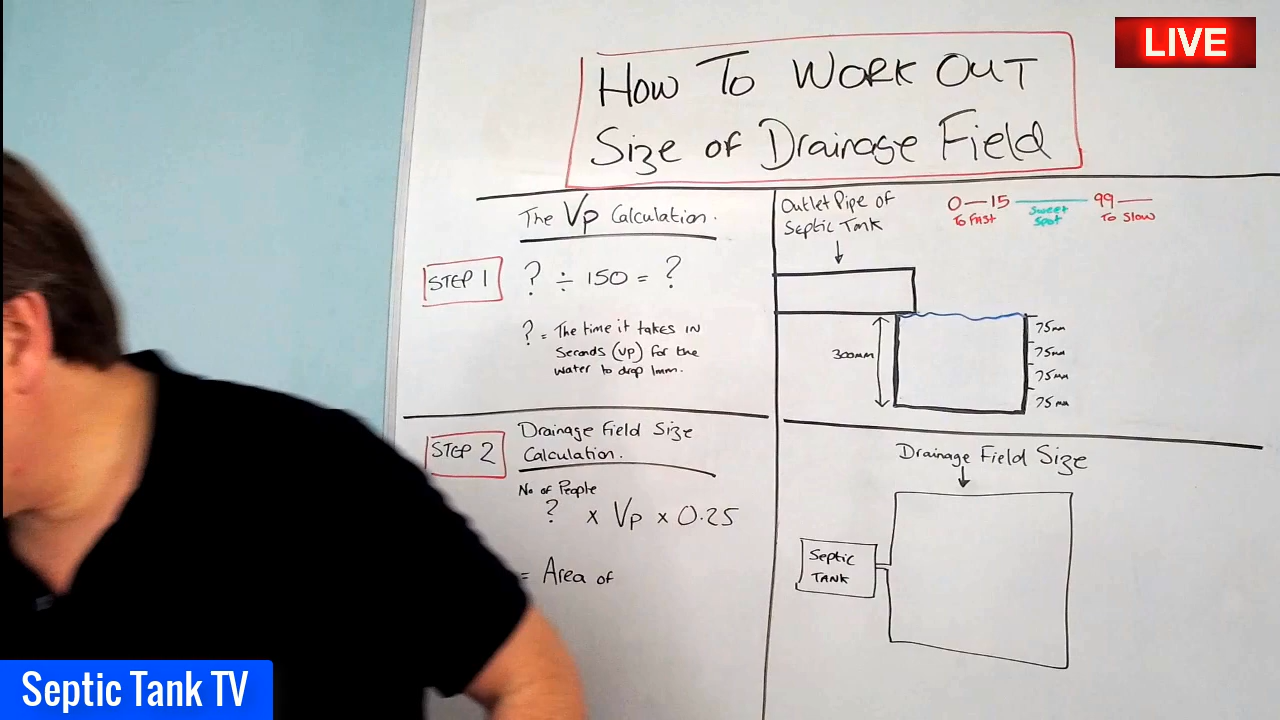 LIVE
How To WORK OUT
Size of Drainage Field
The Vp Calculation.
STEP 1
? ÷ 150 = ?
? = The time it takes in
Seconds (Vp) for the
water to drop 1mm.
Outlet Pipe of
Septic Tank
0—15
To Fast
Sweet
Spot
99—
To Slow
300mm
75mm
75mm
75mm
75mm
STEP 2
Drainage Field Size
Calculation.
No of People
? x Vp x 0.25
= Area of
Drainage Field Size
Septic
TANK
Septic Tank TV